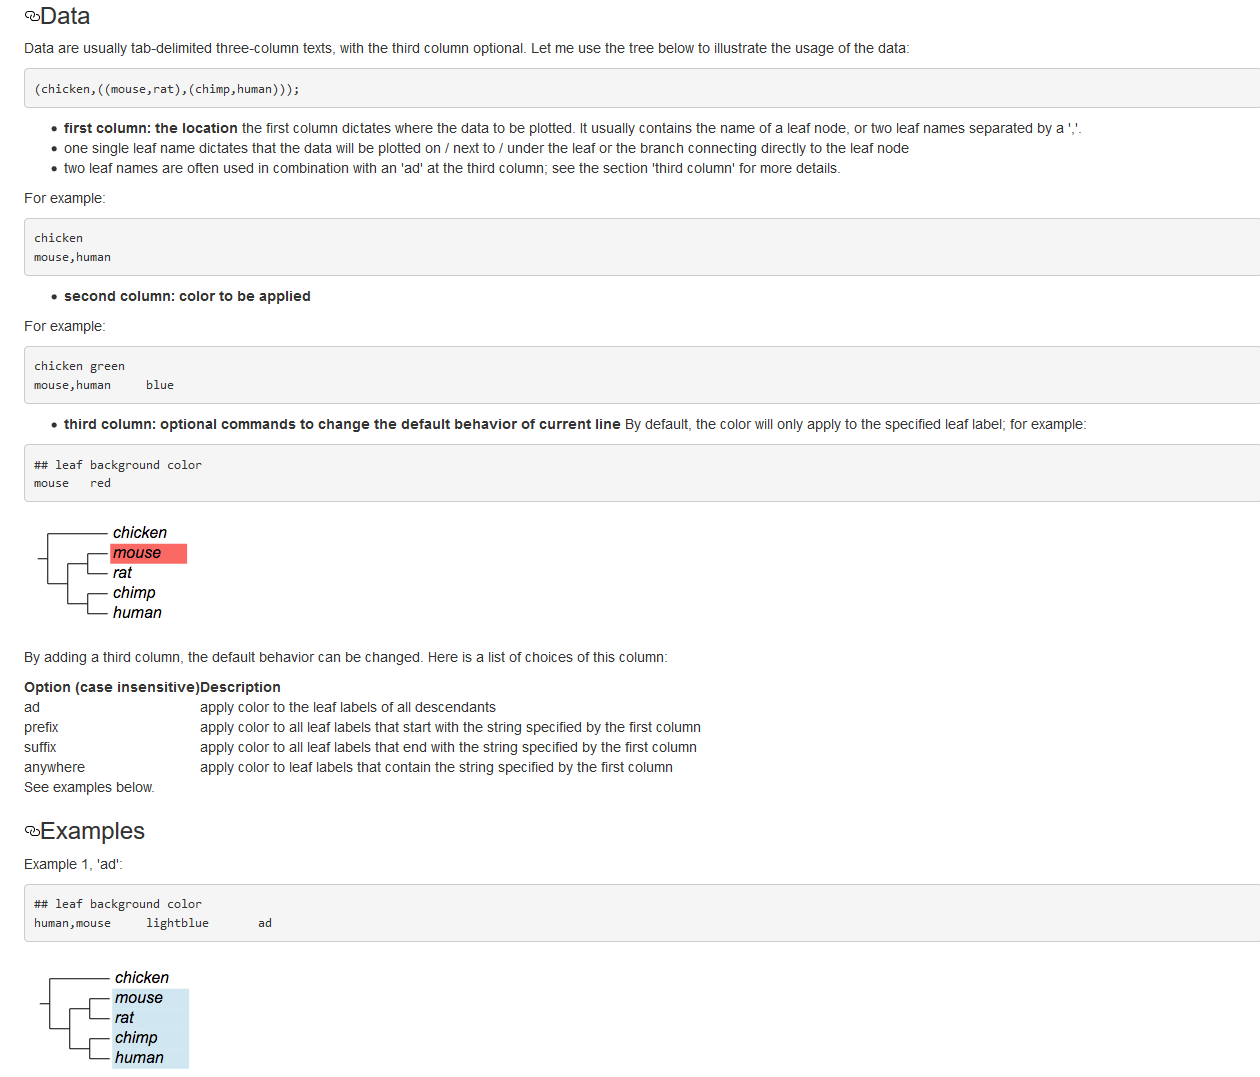 Data
Data are usually tab-delimited three-column texts, with the third column optional. Let me use the tree below to illustrate the usage of the data:
(chicken,((mouse,rat),(chimp,human)));
• first column: the location the first column dictates where the data to be plotted. It usually contains the name of a leaf node, or two leaf names separated by a ','.
• one single leaf name dictates that the data will be plotted on / next to / under the leaf or the branch connecting directly to the leaf node
• two leaf names are often used in combination with an 'ad' at the third column; see the section 'third column' for more details.
For example:
chicken
mouse,human
• second column: color to be applied
For example:
chicken green
mouse,human     blue
• third column: optional commands to change the default behavior of current line By default, the color will only apply to the specified leaf label; for example:
## leaf background color
mouse   red
chicken
mouse
rat
chimp
human
By adding a third column, the default behavior can be changed. Here is a list of choices of this column:
Option (case insensitive)Description
ad apply color to the leaf labels of all descendants
prefix apply color to all leaf labels that start with the string specified by the first column
suffix apply color to all leaf labels that end with the string specified by the first column
anywhere apply color to leaf labels that contain the string specified by the first column
See examples below.
Examples
Example 1, 'ad':
## leaf background color
human,mouse     lightblue       ad
chicken
mouse
rat
chimp
human